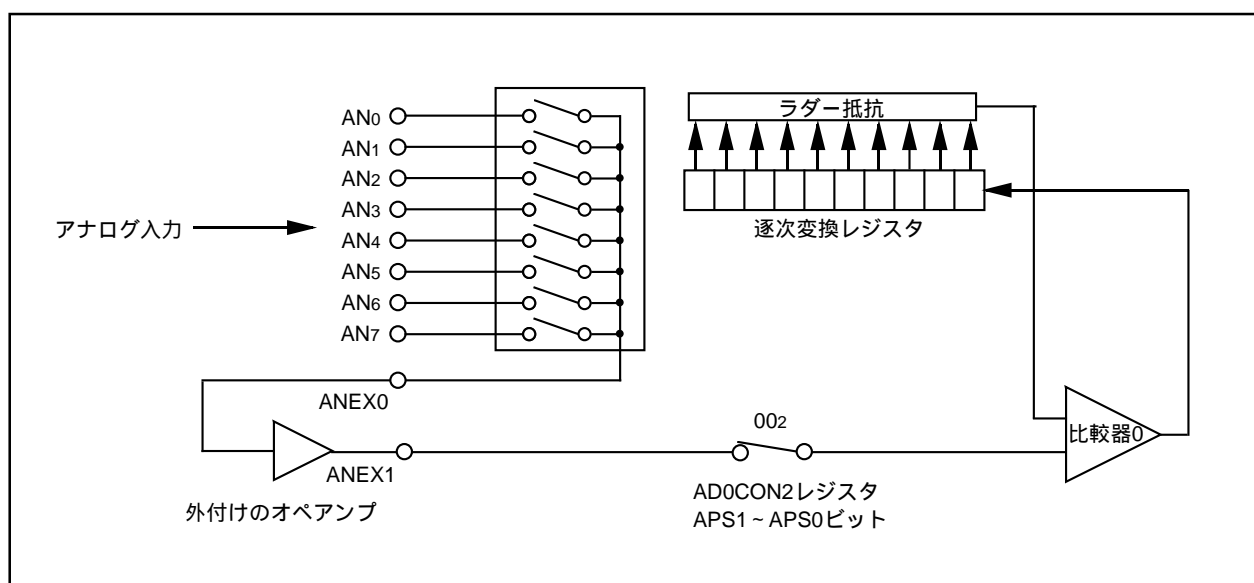 ラダー抵抗
AN0
AN1
AN2
AN3
AN4
AN5
AN6
AN7
アナログ入力
逐次変換レジスタ
ANEX0
ANEX1
外付けのオペアンプ
002
AD0CON2レジスタ
APS1 ~ APS0ビット
比較器0